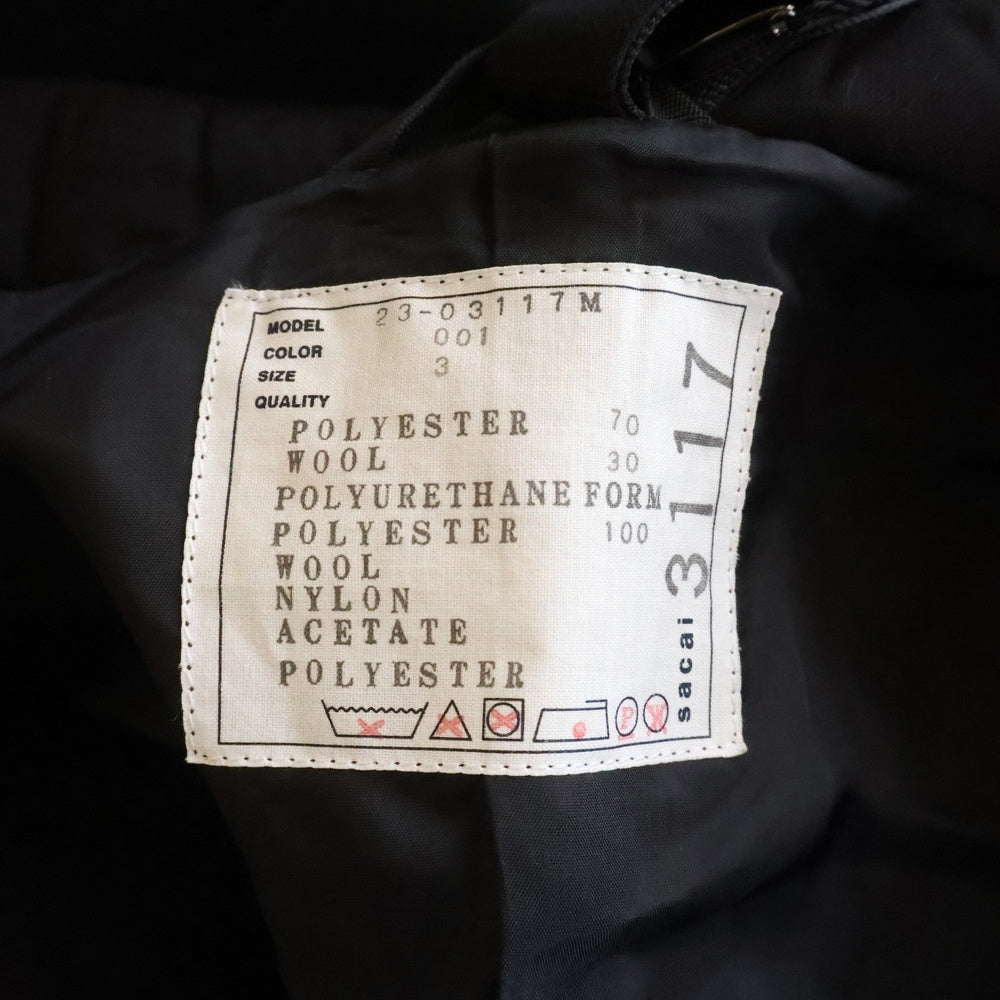 MODEL 23-03117M
COLOR 001
SIZE 3
QUALITY
POLYESTER 70
WOOL 30
POLYURETHANE FORM
POLYESTER 100
WOOL
NYLON
ACETATE
POLYESTER
P W
sacai 3117